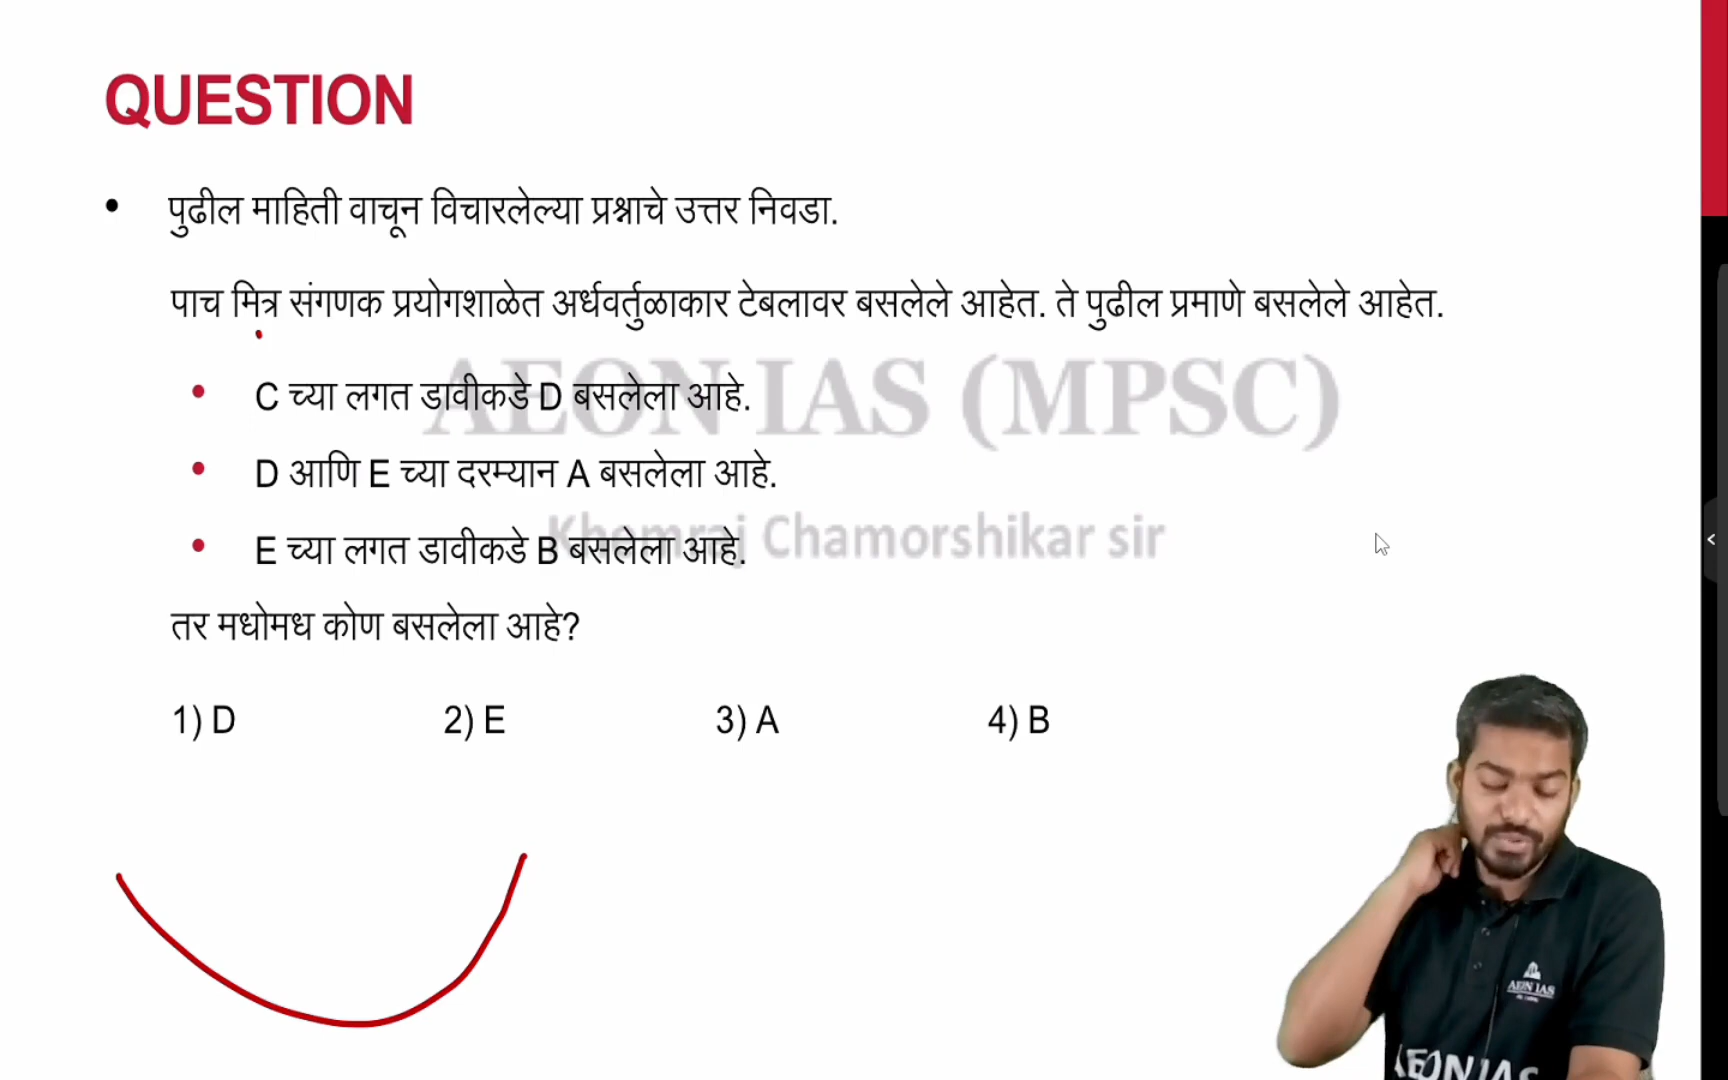 QUESTION
• पुढील माहिती वाचून विचारलेल्या प्रश्नाचे उत्तर निवडा.
पाच मित्र संगणक प्रयोगशाळेत अर्धवर्तुळाकार टेबलावर बसलेले आहेत. ते पुढील प्रमाणे बसलेले आहेत.
AEON IAS (MPSC)
• C च्या लगत डावीकडे D बसलेला आहे.
• D आणि E च्या दरम्यान A बसलेला आहे.
Khemraj Chamorshikar sir
• E च्या लगत डावीकडे B बसलेला आहे.
तर मधोमध कोण बसलेला आहे?
1) D 2) E 3) A 4) B
AEON IAS
AEON IAS